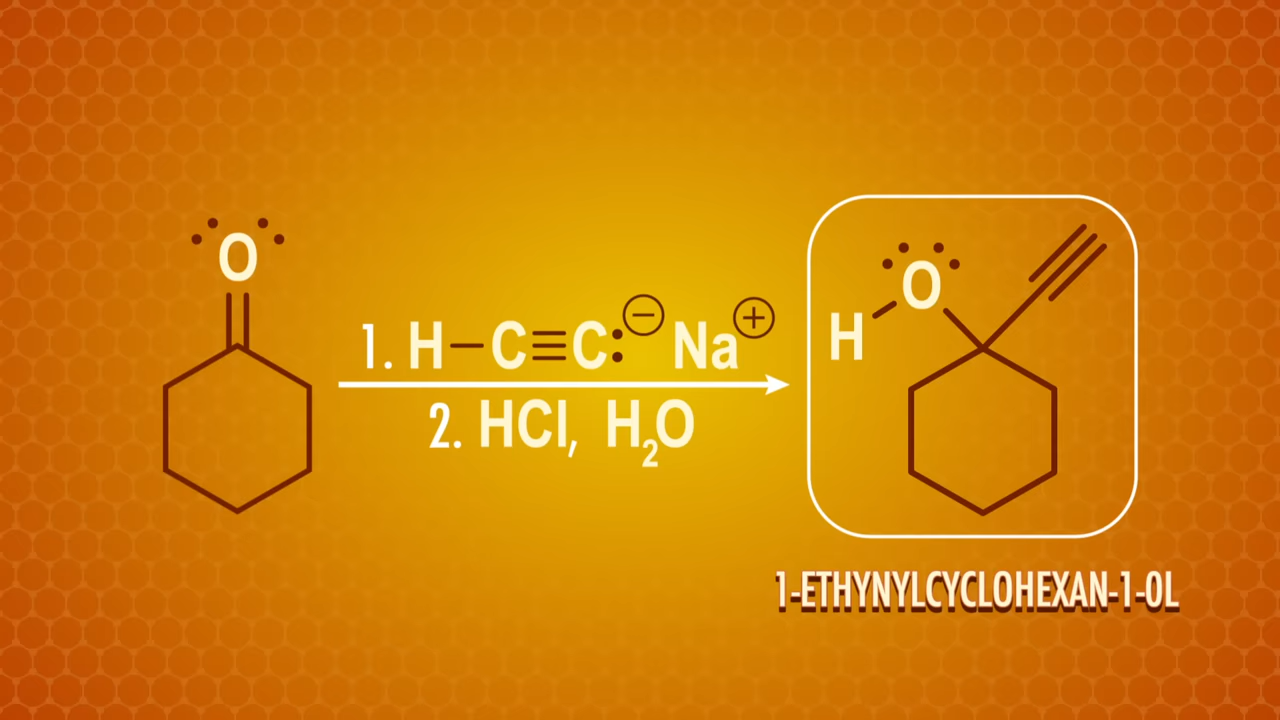 O
1. H–C≡C:⊖ Na⊕
2. HCl, H₂O
O
H
1-ETHYNYLCYCLOHEXAN-1-OL